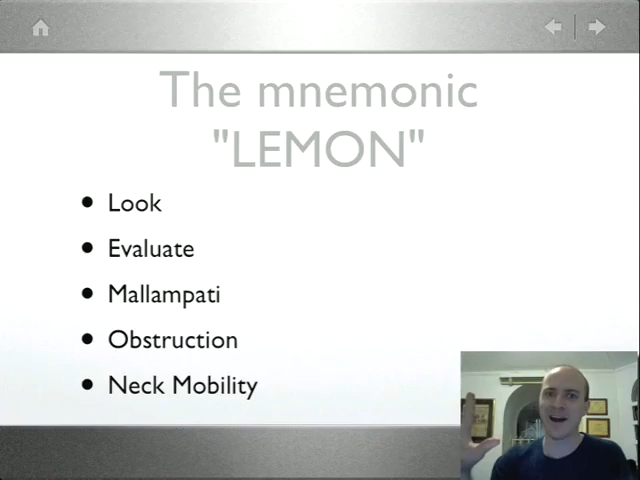 The mnemonic
"LEMON"
• Look
• Evaluate
• Mallampati
• Obstruction
• Neck Mobility